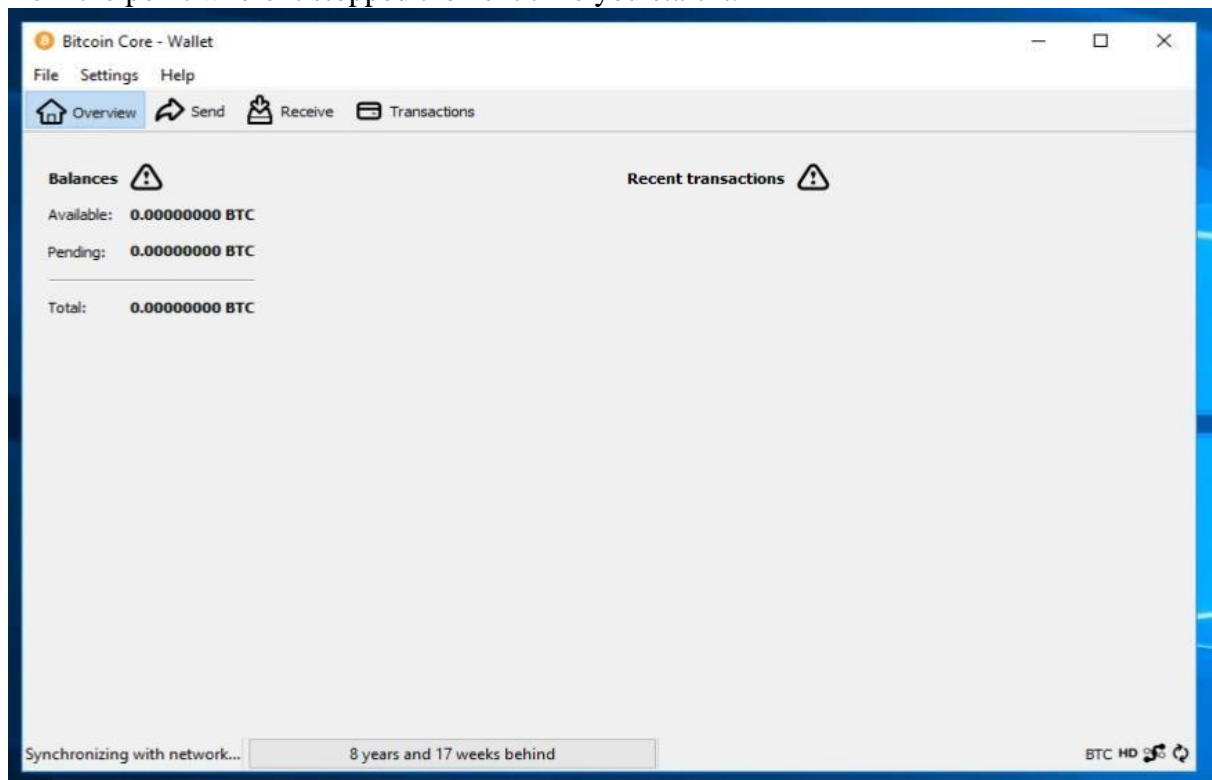 Bitcoin Core - Wallet
File Settings Help
Overview Send Receive Transactions
Balances Recent transactions
Available: 0.00000000 BTC
Pending: 0.00000000 BTC
Total: 0.00000000 BTC
Synchronizing with network... 8 years and 17 weeks behind BTC HD